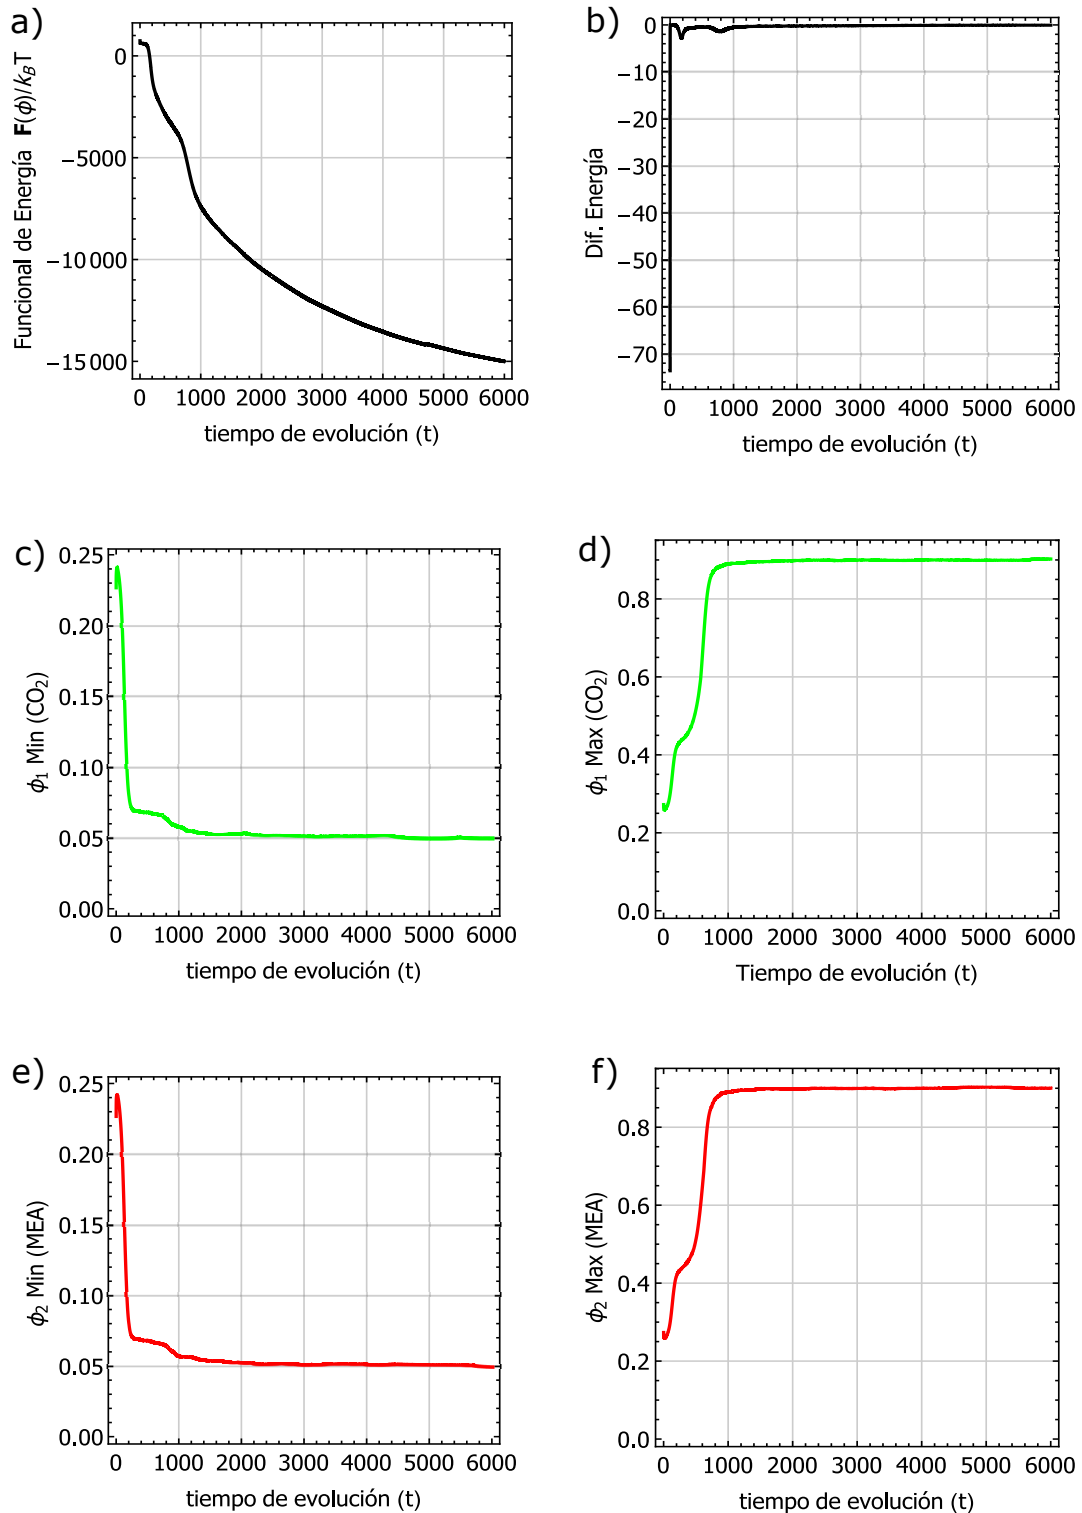 a)
Funcional de Energía F(ϕ)/k_BT
0
−5000
−10 000
−15 000
0 1000 2000 3000 4000 5000 6000
tiempo de evolución (t)
b)
Dif. Energía
0
−10
−20
−30
−40
−50
−60
−70
0 1000 2000 3000 4000 5000 6000
tiempo de evolución (t)
c)
ϕ₁ Min (CO₂)
0.25
0.20
0.15
0.10
0.05
0.00
0 1000 2000 3000 4000 5000 6000
tiempo de evolución (t)
d)
ϕ₁ Max (CO₂)
0.8
0.6
0.4
0.2
0.0
0 1000 2000 3000 4000 5000 6000
Tiempo de evolución (t)
e)
ϕ₂ Min (MEA)
0.25
0.20
0.15
0.10
0.05
0.00
0 1000 2000 3000 4000 5000 6000
tiempo de evolución (t)
f)
ϕ₂ Max (MEA)
0.8
0.6
0.4
0.2
0.0
0 1000 2000 3000 4000 5000 6000
tiempo de evolución (t)